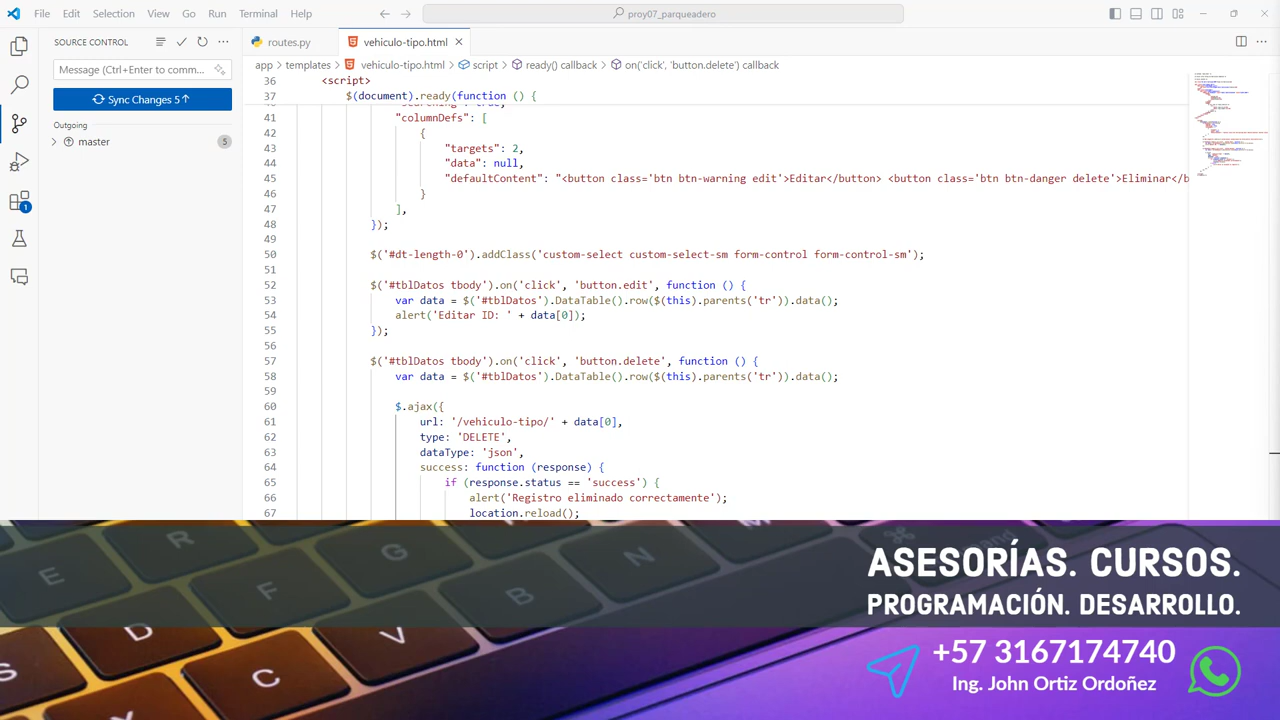 File Edit Selection View Go Run Terminal Help
proy07_parqueadero
SOURCE CONTROL
Message (Ctrl+Enter to comm...
Sync Changes 5↑
Outgoing
master
5
1
routes.py
vehiculo-tipo.html
app > templates > vehiculo-tipo.html > script > ready() callback > on('click', 'button.delete') callback
36 <script>
37 $(document).ready(function
41 "columnDefs": [
42 {
43 "targets":
44 "data": null,
45 "<button class='btn btn-warning edit'>Editar</button> <button class='btn btn-danger delete'>Eliminar</b
46 }
47 ],
48 });
49
50 $('#dt-length-0').addClass('custom-select custom-select-sm form-control form-control-sm');
51
52 $('#tblDatos tbody').on('click', 'button.edit', function () {
53 var data = $('#tblDatos').DataTable().row($(this).parents('tr')).data();
54 alert('Editar ID: ' + data[0]);
55 });
56
57 $('#tblDatos tbody').on('click', 'button.delete', function () {
58 var data = $('#tblDatos').DataTable().row($(this).parents('tr')).data();
59
60 $.ajax({
61 url: '/vehiculo-tipo/' + data[0],
62 type: 'DELETE',
63 dataType: 'json',
64 success: function (response) {
65 if (response.status == 'success') {
66 alert('Registro eliminado correctamente');
67 location.reload();
ASESORÍAS. CURSOS.
PROGRAMACIÓN. DESARROLLO.
+57 3167174740
Ing. John Ortiz Ordoñez